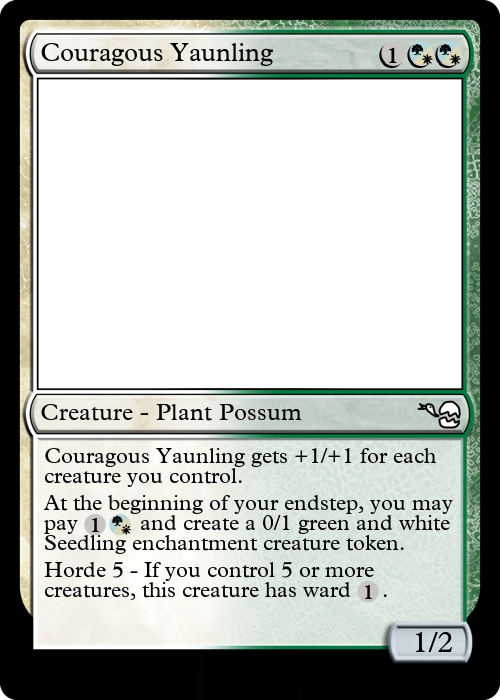 Couragous Yaunling 1
Creature - Plant Possum
Couragous Yaunling gets +1/+1 for each
creature you control.
At the beginning of your endstep, you may
pay 1 and create a 0/1 green and white
Seedling enchantment creature token.
Horde 5 - If you control 5 or more
creatures, this creature has ward 1 .
1/2